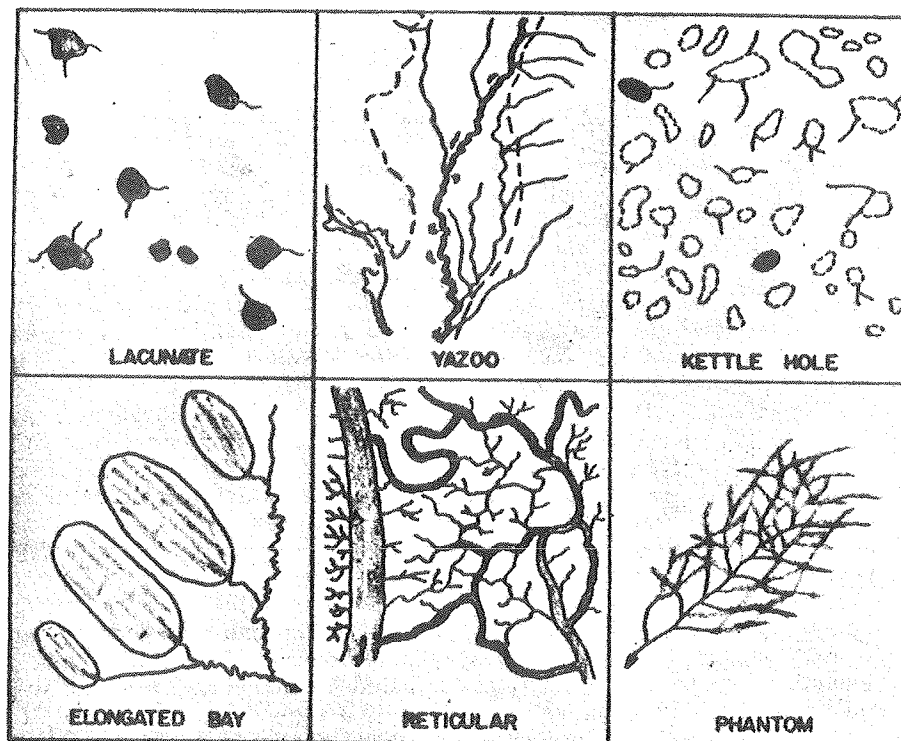 LACUNATE
YAZOO
KETTLE HOLE
ELONGATED BAY
RETICULAR
PHANTOM